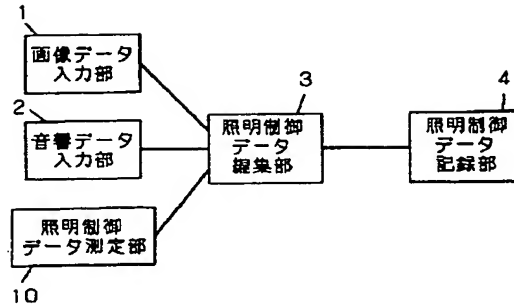 1
画像データ
入力部
2
音響データ
入力部
照明制御
データ測定部
10
3
照明制御
データ
編集部
4
照明制御
データ
記録部